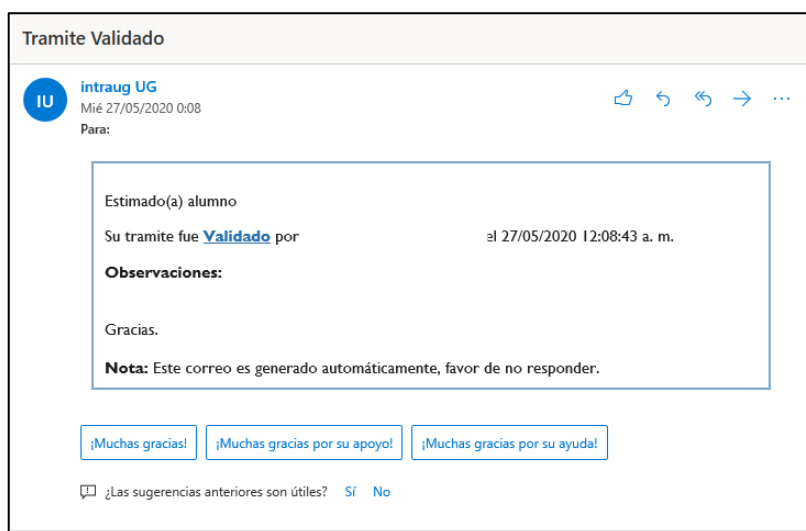 Tramite Validado
IU
intraug UG
Mié 27/05/2020 0:08
Para:
Estimado(a) alumno
Su tramite fue Validado por el 27/05/2020 12:08:43 a. m.
Observaciones:
Gracias.
Nota: Este correo es generado automáticamente, favor de no responder.
¡Muchas gracias! ¡Muchas gracias por su apoyo! ¡Muchas gracias por su ayuda!
¿Las sugerencias anteriores son útiles? Sí No